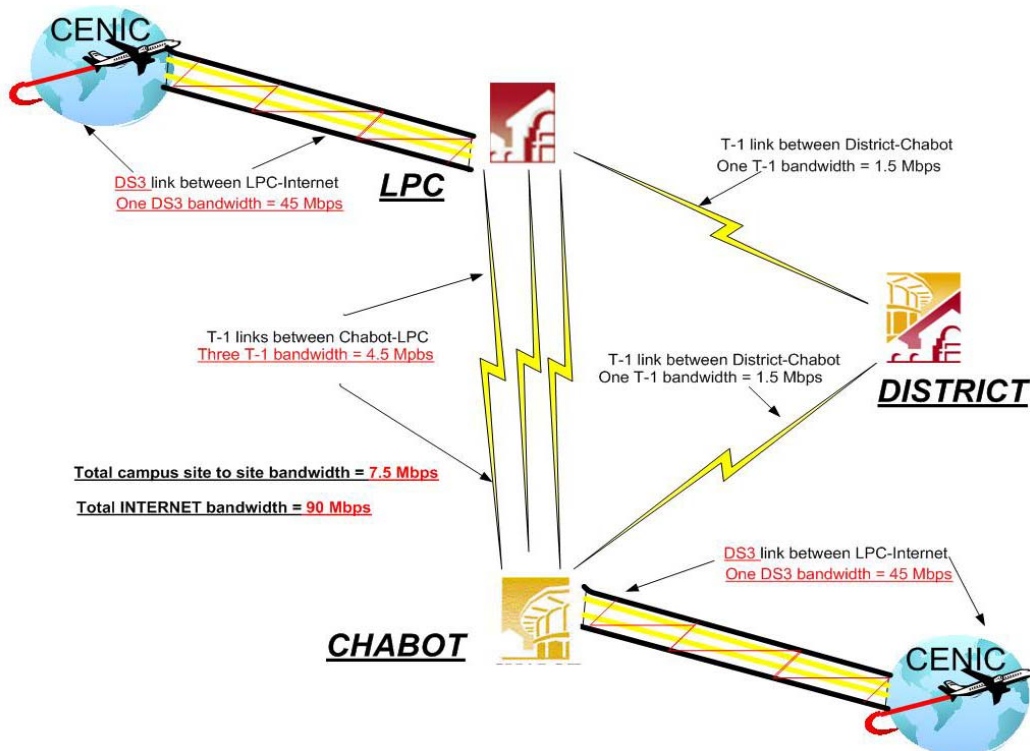 CENIC
DS3 link between LPC-Internet
One DS3 bandwidth = 45 Mbps
LPC
T-1 link between District-Chabot
One T-1 bandwidth = 1.5 Mbps
T-1 links between Chabot-LPC
Three T-1 bandwidth = 4.5 Mpbs
T-1 link between District-Chabot
One T-1 bandwidth = 1.5 Mbps
DISTRICT
Total campus site to site bandwidth = 7.5 Mbps
Total INTERNET bandwidth = 90 Mbps
DS3 link between LPC-Internet
One DS3 bandwidth = 45 Mbps
CHABOT
CENIC